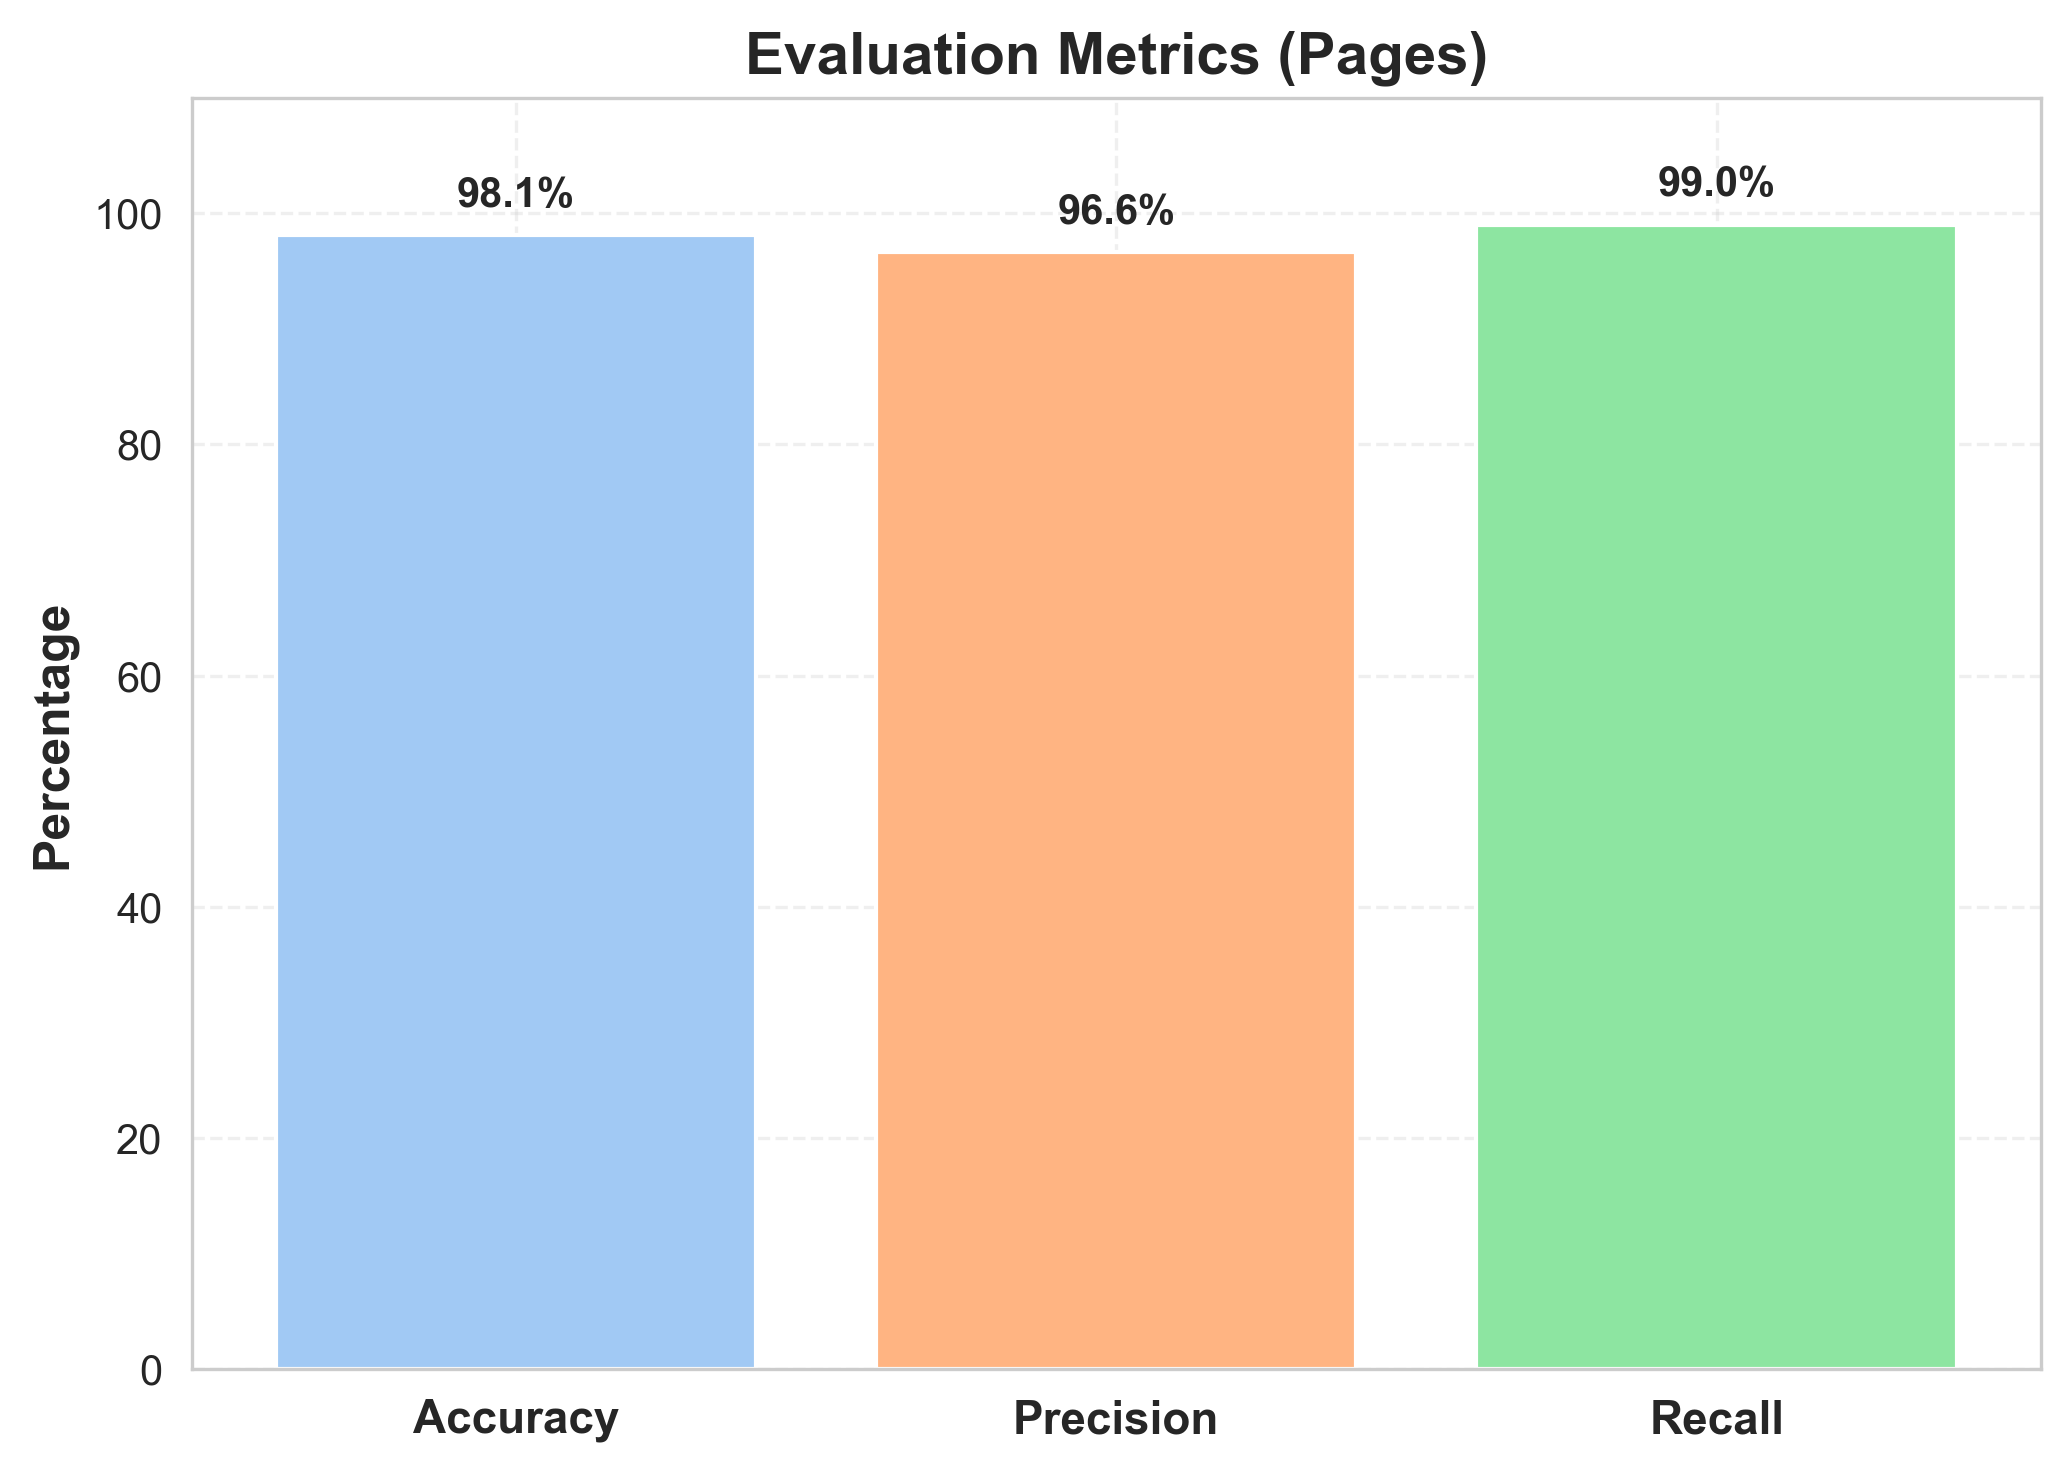 Evaluation Metrics (Pages)
98.1%
96.6%
99.0%
100
80
60
40
20
0
Percentage
Accuracy
Precision
Recall